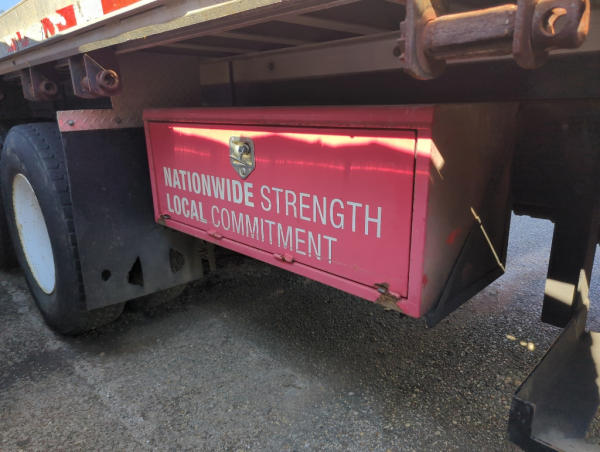 NATIONWIDE STRENGTH
LOCAL COMMITMENT